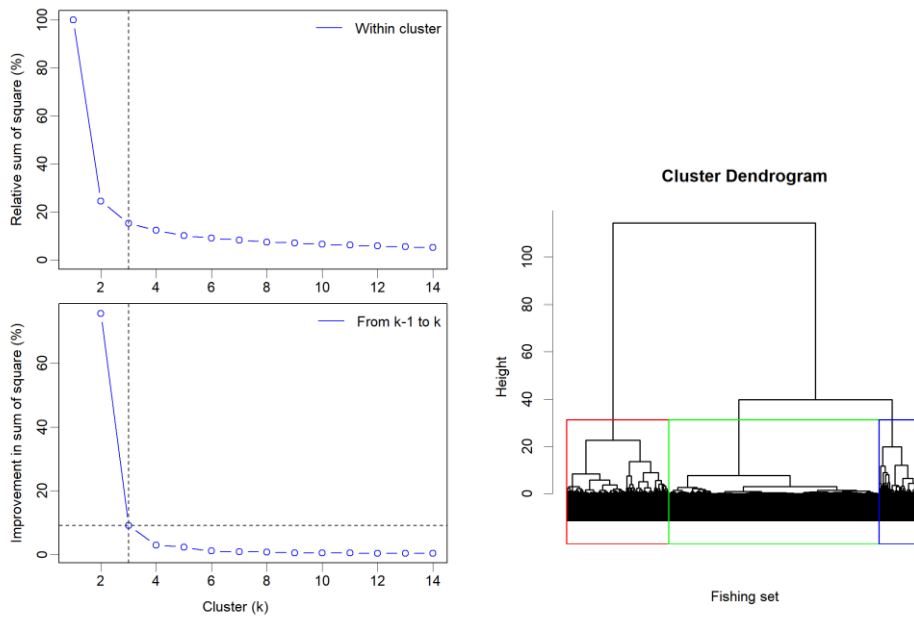 Within cluster
Relative sum of square (%)
100
80
60
40
20
0
2 4 6 8 10 12 14
From k-1 to k
Improvement in sum of square (%)
60
40
20
0
2 4 6 8 10 12 14
Cluster (k)
Cluster Dendrogram
Height
100
80
60
40
20
0
Fishing set